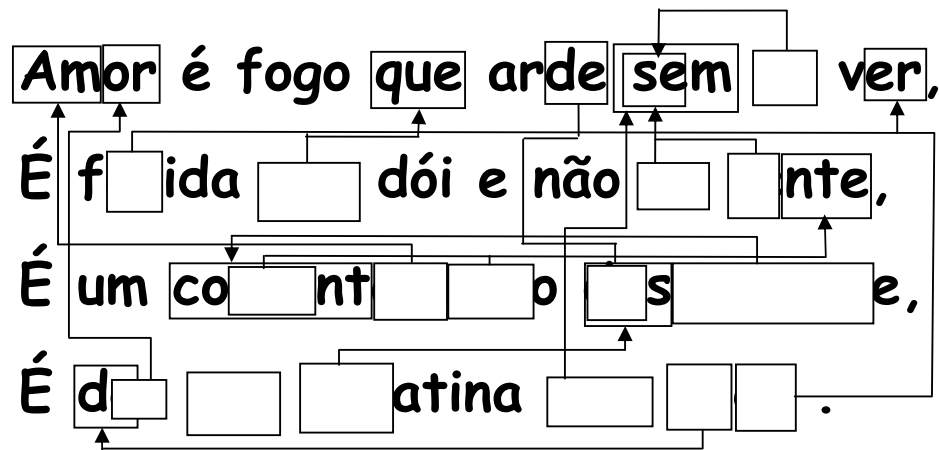 Amor é fogo que arde sem ver,
É f ida dói e não nte,
É um co nt o s e,
É d atina .